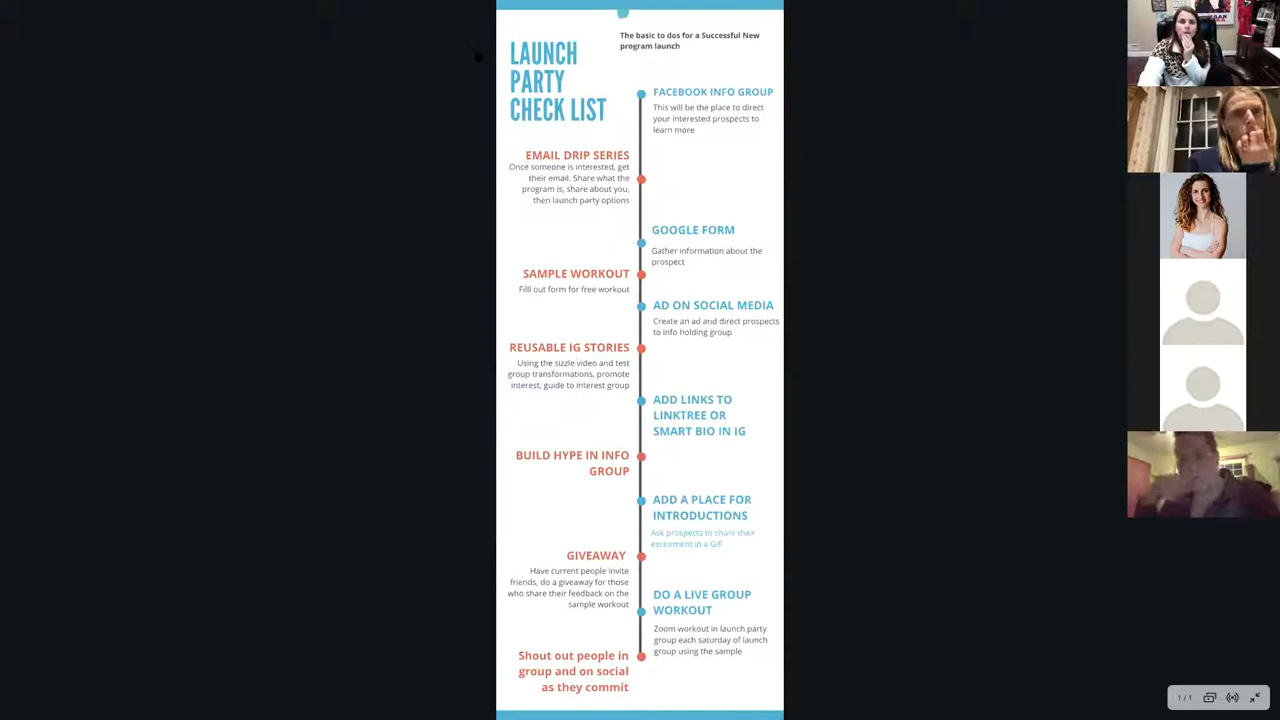 The basic to dos for a Successful New
program launch
LAUNCH
PARTY
CHECK LIST
FACEBOOK INFO GROUP
This will be the place to direct
your interested prospects to
learn more
EMAIL DRIP SERIES
Once someone is interested, get
their email. Share what the
program is, share about you,
then launch party options
GOOGLE FORM
Gather information about the
prospect
SAMPLE WORKOUT
Filll out form for free workout
AD ON SOCIAL MEDIA
Create an ad and direct prospects
to info holding group
REUSABLE IG STORIES
Using the sizzle video and test
group transformations, promote
interest, guide to interest group
ADD LINKS TO
LINKTREE OR
SMART BIO IN IG
BUILD HYPE IN INFO
GROUP
ADD A PLACE FOR
INTRODUCTIONS
Ask prospects to share their
excitement in a GIF
GIVEAWAY
Have current people invite
friends, do a giveaway for those
who share their feedback on the
sample workout
DO A LIVE GROUP
WORKOUT
Zoom workout in launch party
group each saturday of launch
group using the sample
Shout out people in
group and on social
as they commit
1 / 1